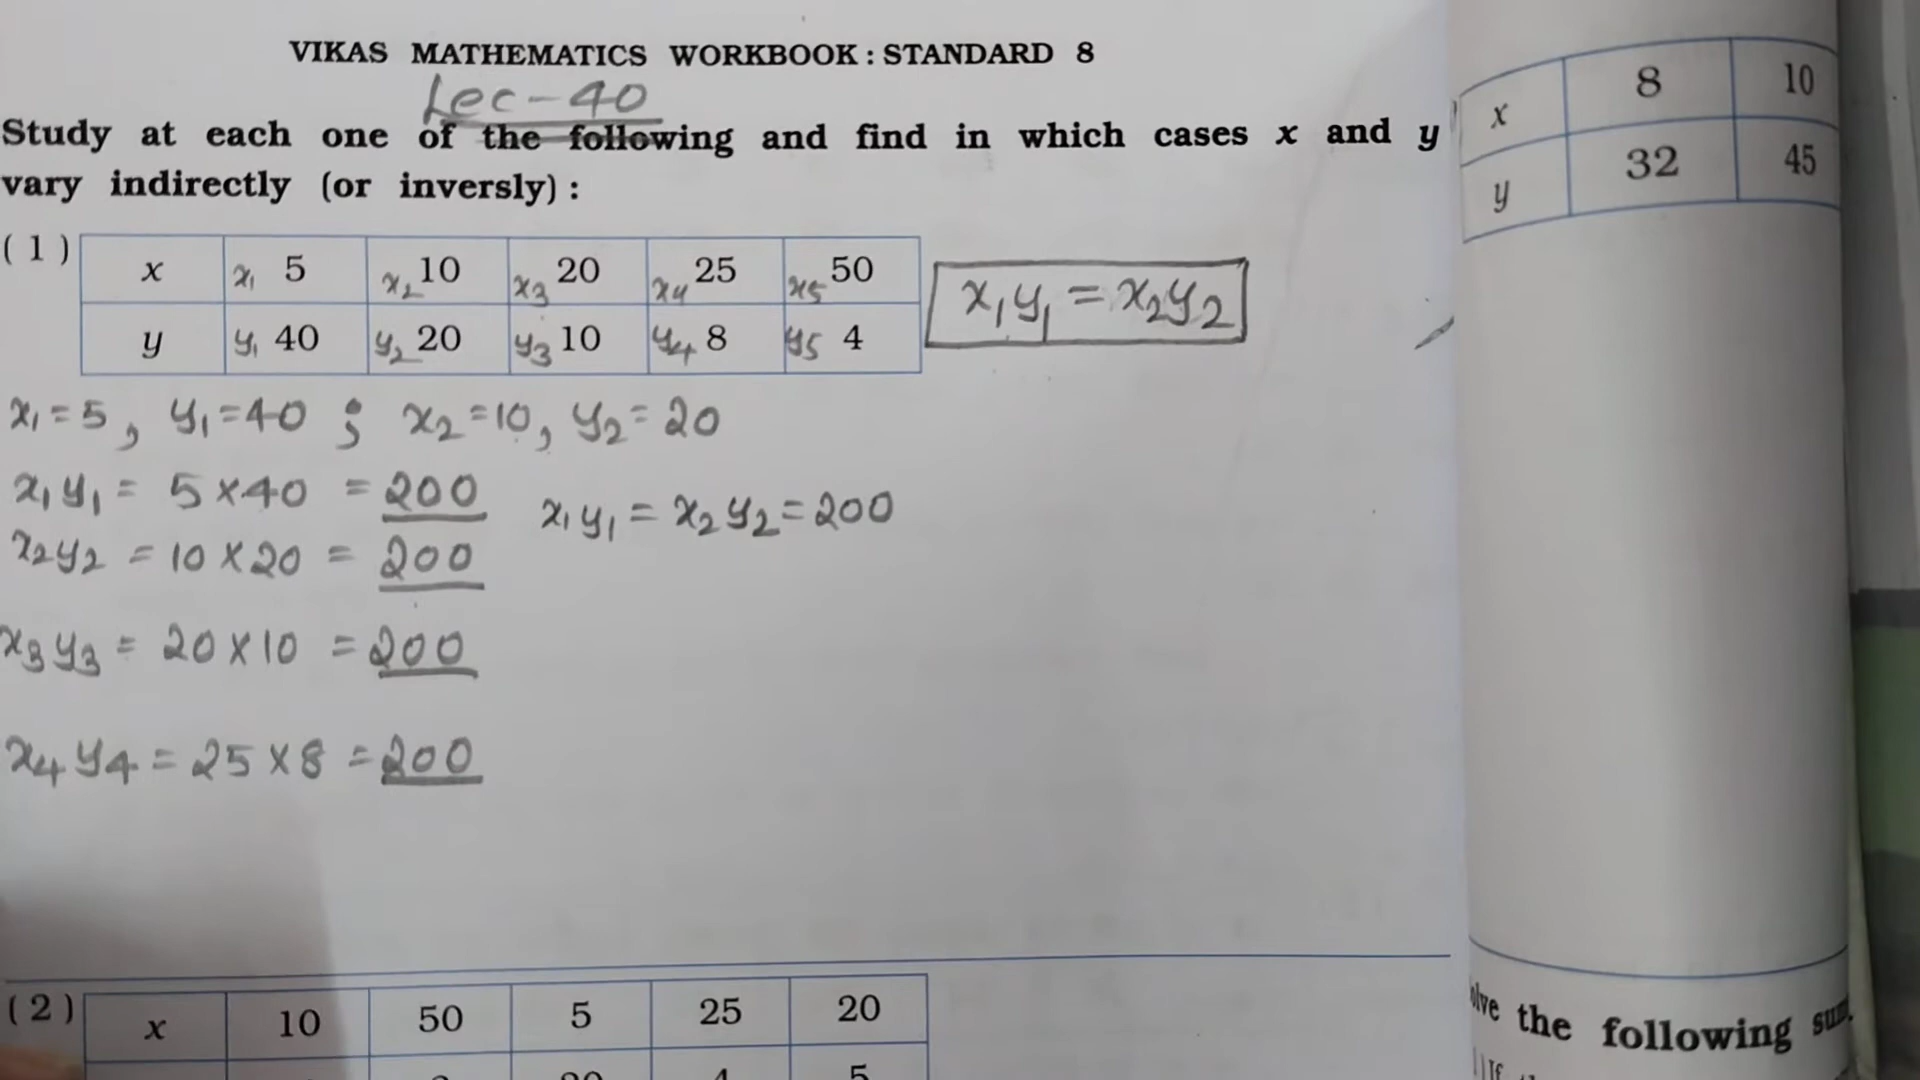 VIKAS MATHEMATICS WORKBOOK : STANDARD 8
Lec-40
Study at each one of the following and find in which cases x and y
vary indirectly (or inversly) :
(1)
x x₁ 5 x₂ 10 x₃ 20 x₄ 25 x₅ 50
y y₁ 40 y₂ 20 y₃ 10 y₄ 8 y₅ 4
x₁y₁ = x₂y₂
x₁=5, y₁=40 ; x₂=10, y₂=20
x₁y₁ = 5×40 = 200
x₁y₁ = x₂y₂=200
x₂y₂ = 10×20 = 200
x₃y₃ = 20×10 = 200
x₄y₄ = 25×8 = 200
(2)
x 10 50 5 25 20
5
x 8 10
y 32 45
the following